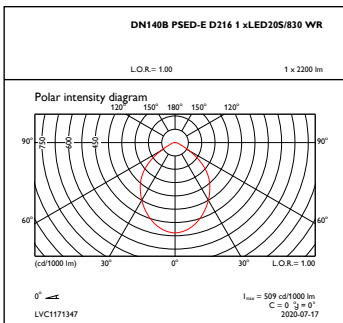 DN140B PSED-E D216 1 xLED20S/830 WR
L.O.R.= 1.00 1 x 2200 lm
Polar intensity diagram
120° 150° 180° 150° 120°
90° 750 600 450 90°
60° 60°
(cd/1000 lm) 30° 0° 30° L.O.R.= 1.00
0° Imax = 509 cd/1000 lm
C = 0 °g = 0°
LVC1171347 2020-07-17